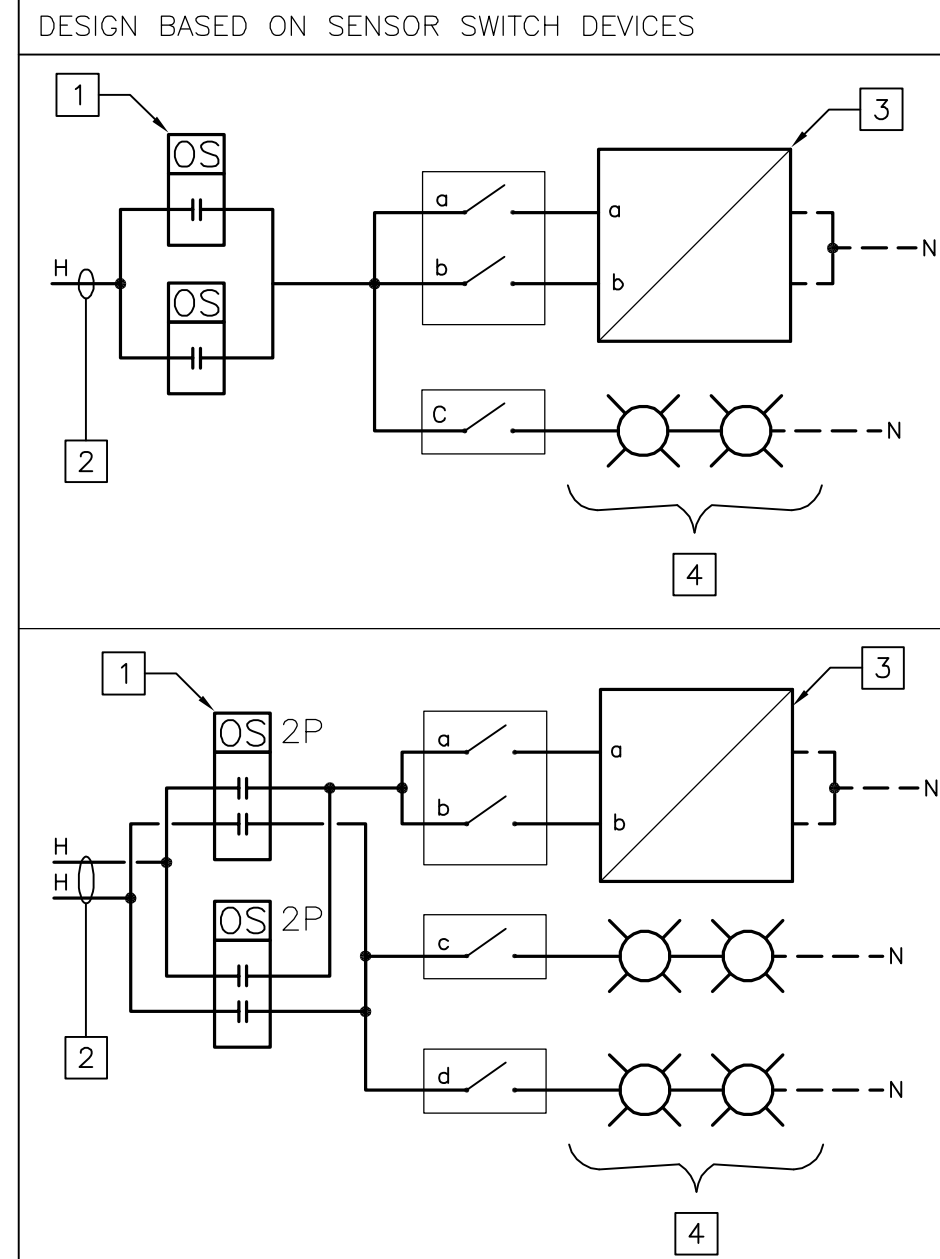 DESIGN BASED ON SENSOR SWITCH DEVICES
1
3
OS
a
a
H
b
b
N
OS
C
N
2
4
1
3
OS 2P
a
a
b
b
N
H
H
OS 2P
c
N
2
d
N
4